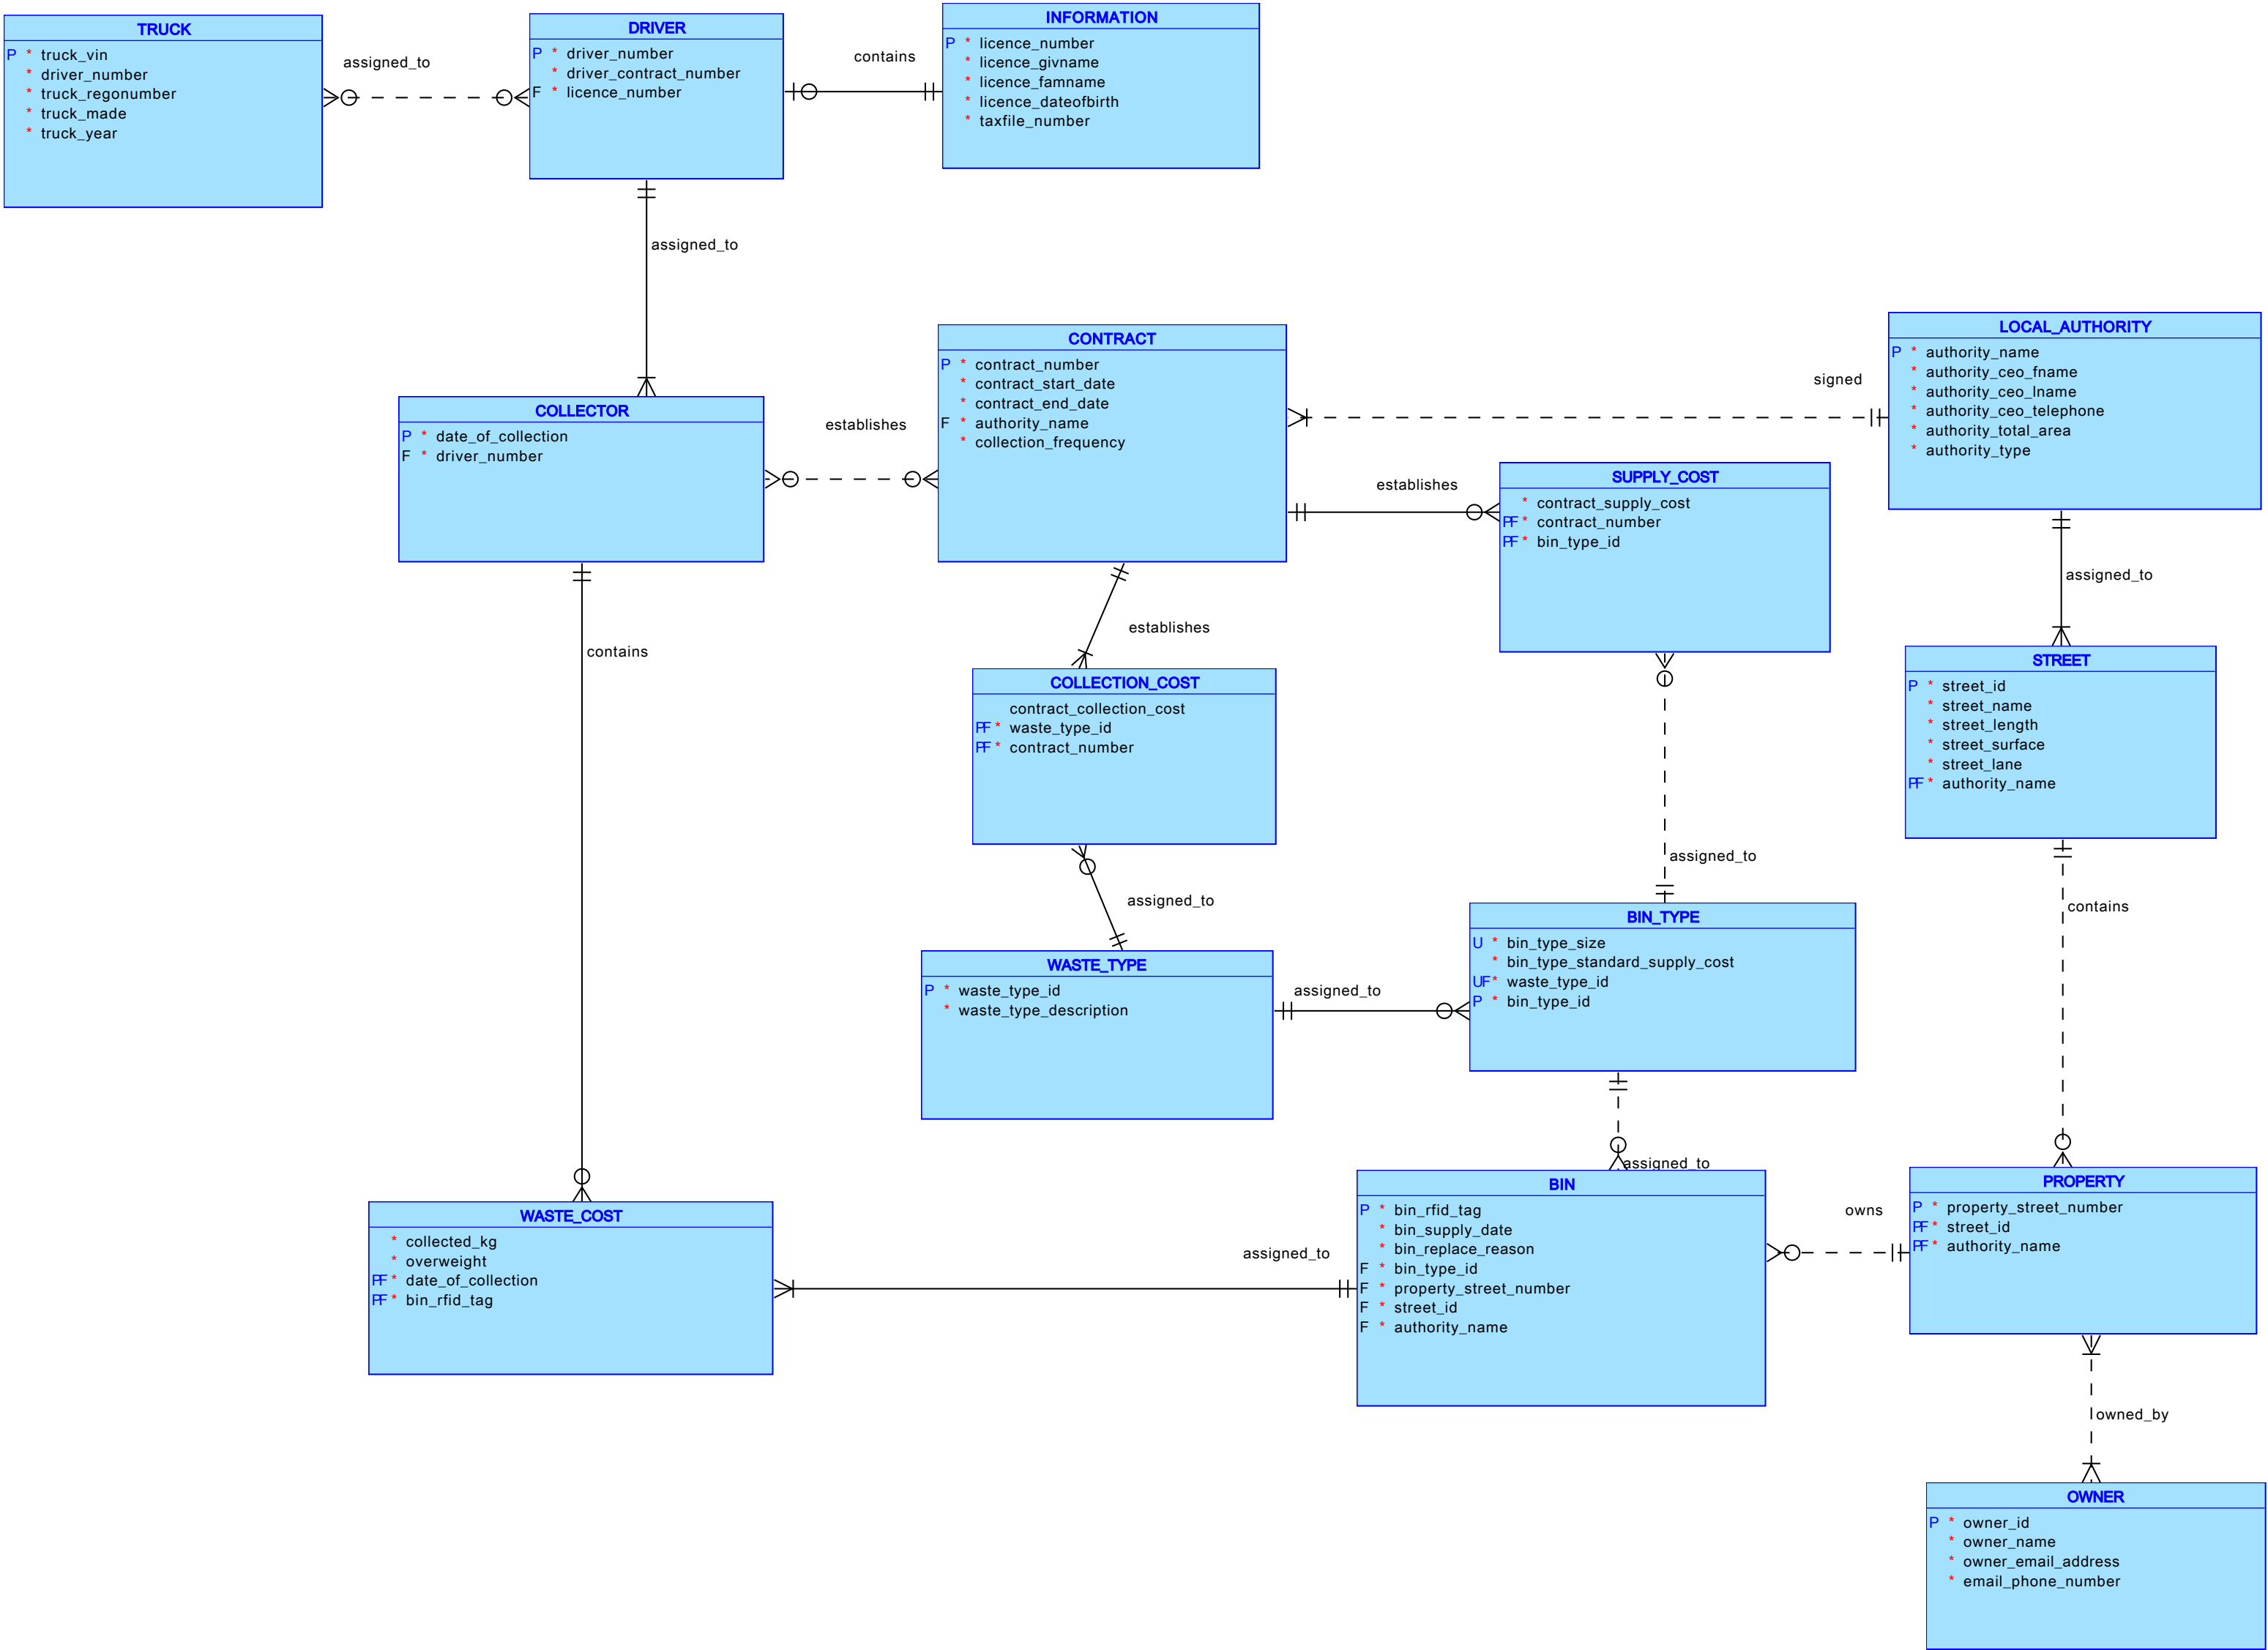 TRUCK
P * truck_vin
* driver_number
* truck_regonumber
* truck_made
* truck_year
assigned_to
DRIVER
P * driver_number
* driver_contract_number
F * licence_number
contains
INFORMATION
P * licence_number
* licence_givname
* licence_famname
* licence_dateofbirth
* taxfile_number
assigned_to
COLLECTOR
P * date_of_collection
F * driver_number
establishes
CONTRACT
P * contract_number
* contract_start_date
* contract_end_date
F * authority_name
* collection_frequency
signed
LOCAL_AUTHORITY
P * authority_name
* authority_ceo_fname
* authority_ceo_lname
* authority_ceo_telephone
* authority_total_area
* authority_type
establishes
SUPPLY_COST
* contract_supply_cost
PF * contract_number
PF * bin_type_id
assigned_to
contains
establishes
COLLECTION_COST
contract_collection_cost
PF * waste_type_id
PF * contract_number
STREET
P * street_id
* street_name
* street_length
* street_surface
* street_lane
PF * authority_name
assigned_to
assigned_to
contains
WASTE_TYPE
P * waste_type_id
* waste_type_description
assigned_to
BIN_TYPE
U * bin_type_size
* bin_type_standard_supply_cost
UF * waste_type_id
P * bin_type_id
assigned_to
WASTE_COST
* collected_kg
* overweight
PF * date_of_collection
PF * bin_rfid_tag
assigned_to
BIN
P * bin_rfid_tag
* bin_supply_date
* bin_replace_reason
F * bin_type_id
F * property_street_number
F * street_id
F * authority_name
owns
PROPERTY
P * property_street_number
PF * street_id
PF * authority_name
owned_by
OWNER
P * owner_id
* owner_name
* owner_email_address
* email_phone_number